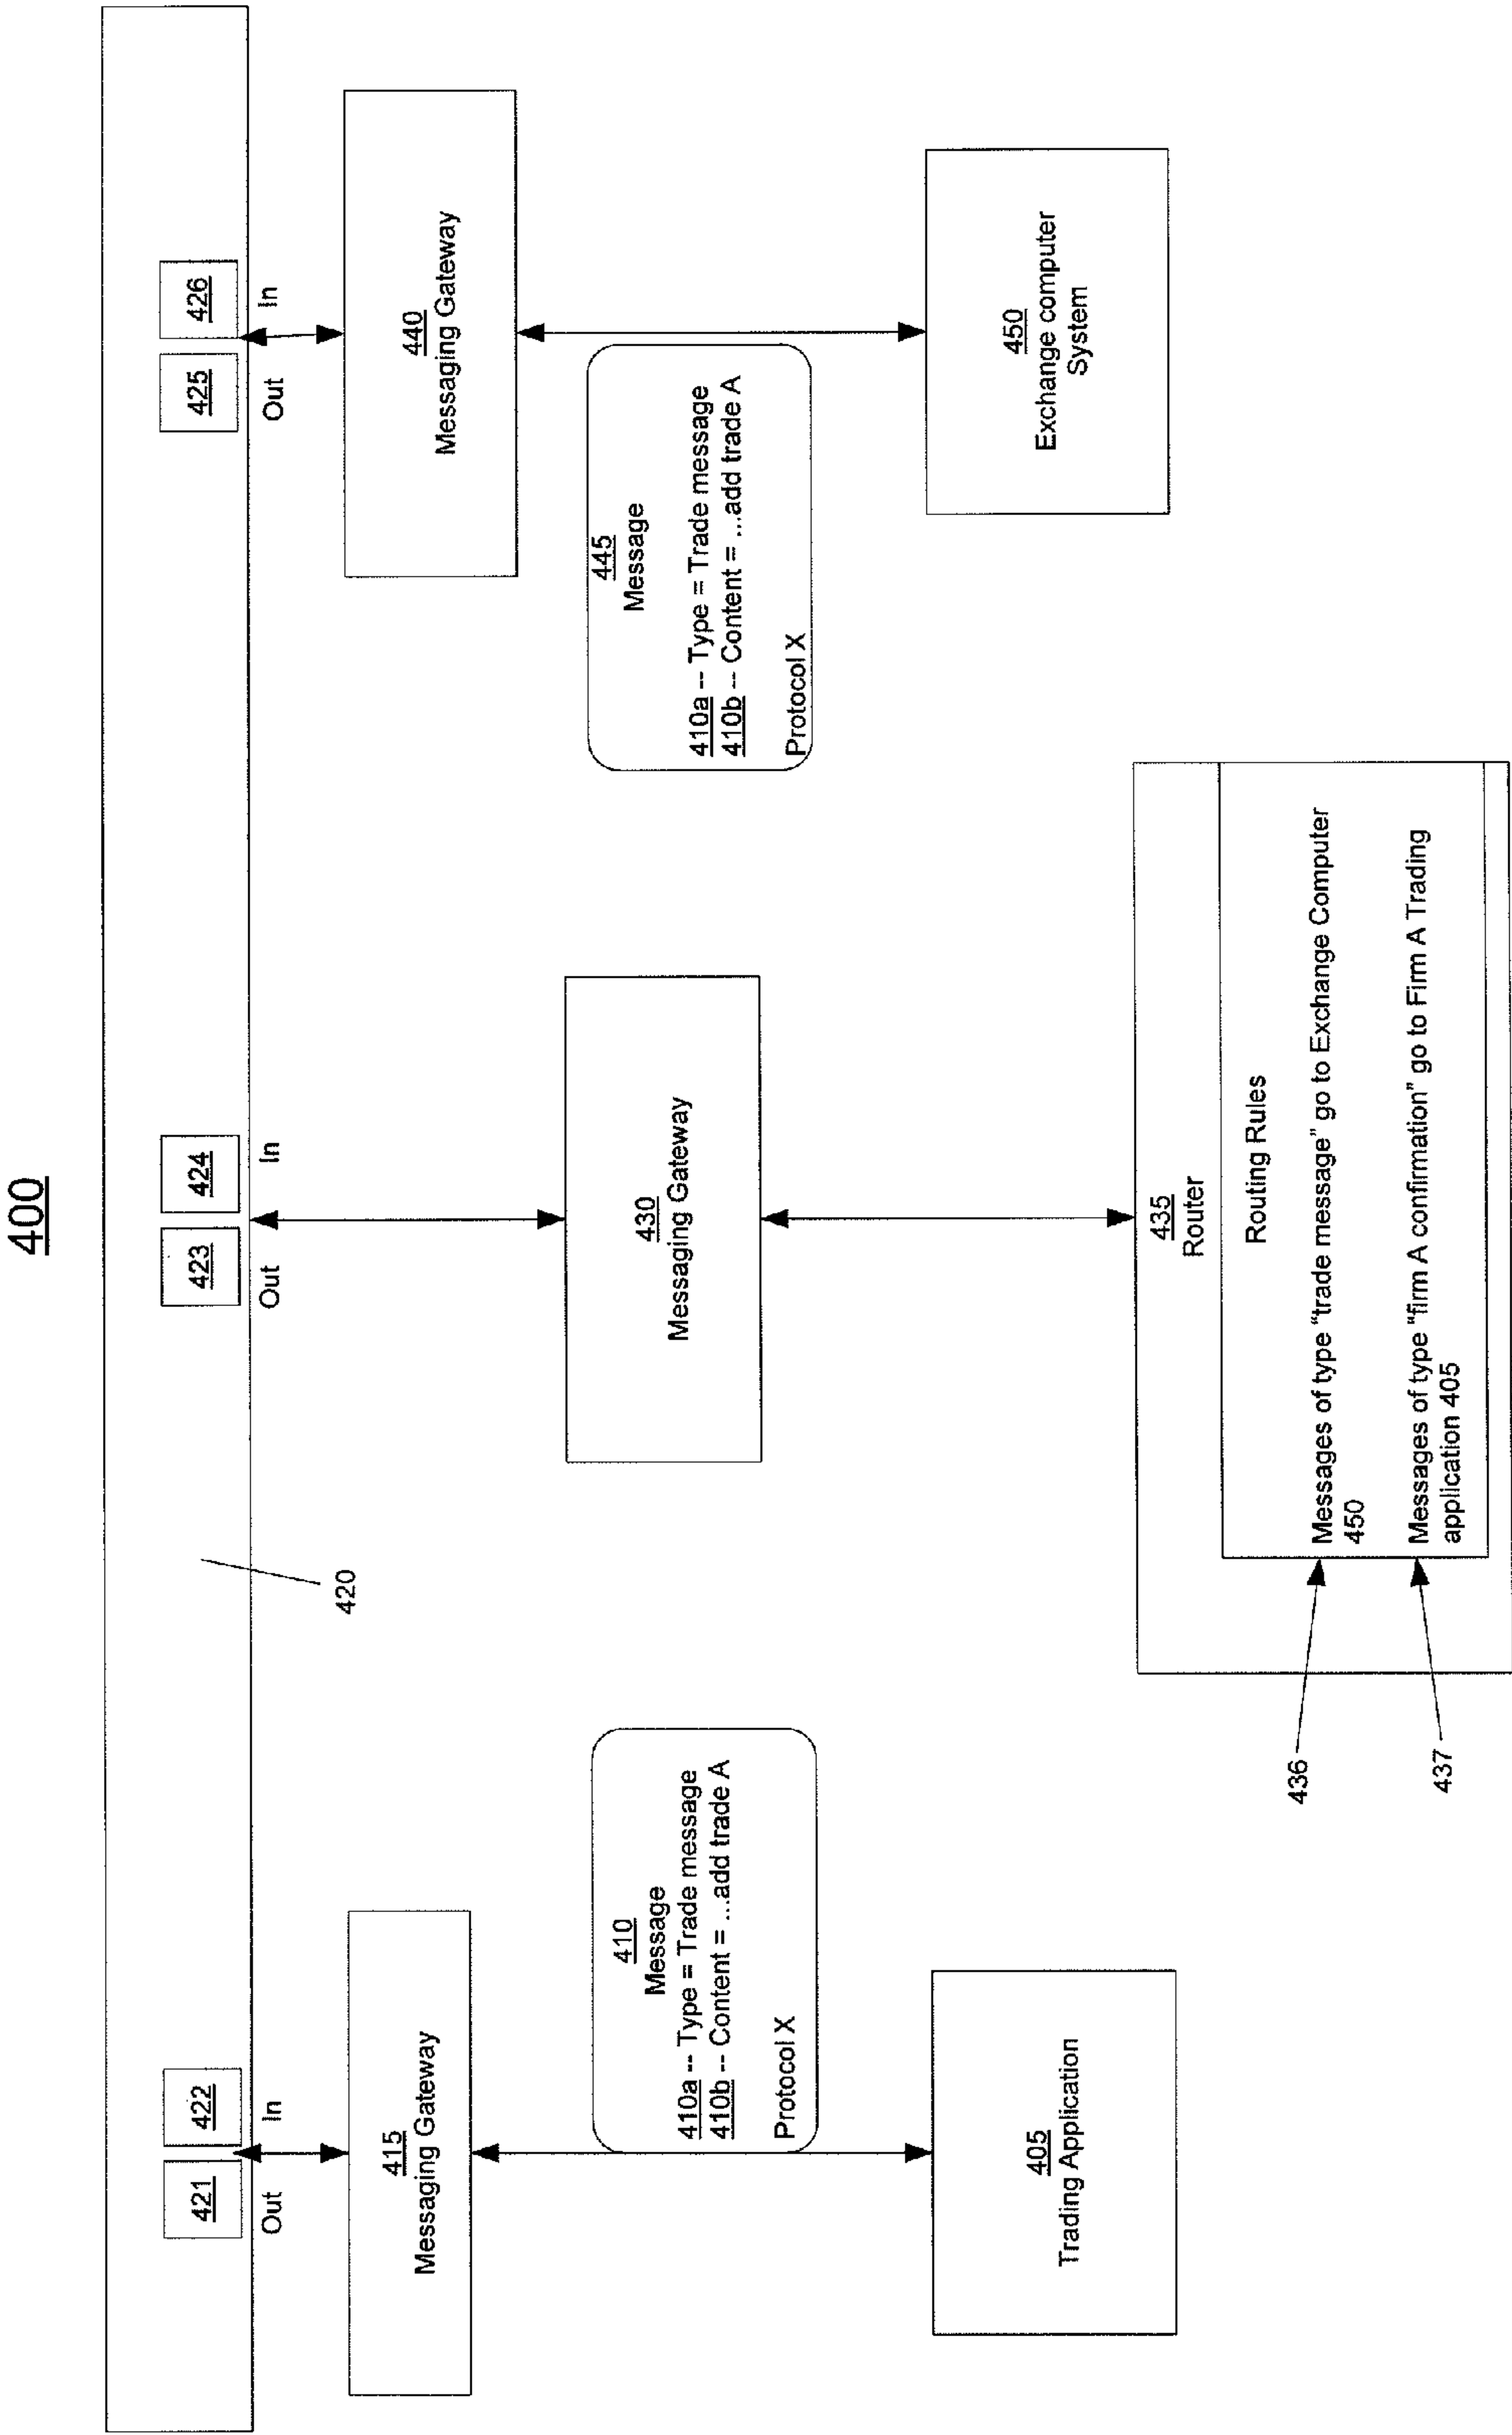 400
421
422
423
424
425
426
Out
In
Out
In
Out
In
420
415
Messaging Gateway
430
Messaging Gateway
440
Messaging Gateway
410
Message
410a -- Type = Trade message
410b -- Content = ...add trade A
Protocol X
445
Message
410a -- Type = Trade message
410b -- Content = ...add trade A
Protocol X
405
Trading Application
435
Router
Routing Rules
Messages of type "trade message" go to Exchange Computer
450
Messages of type "firm A confirmation" go to Firm A Trading
application 405
436
437
450
Exchange computer
System